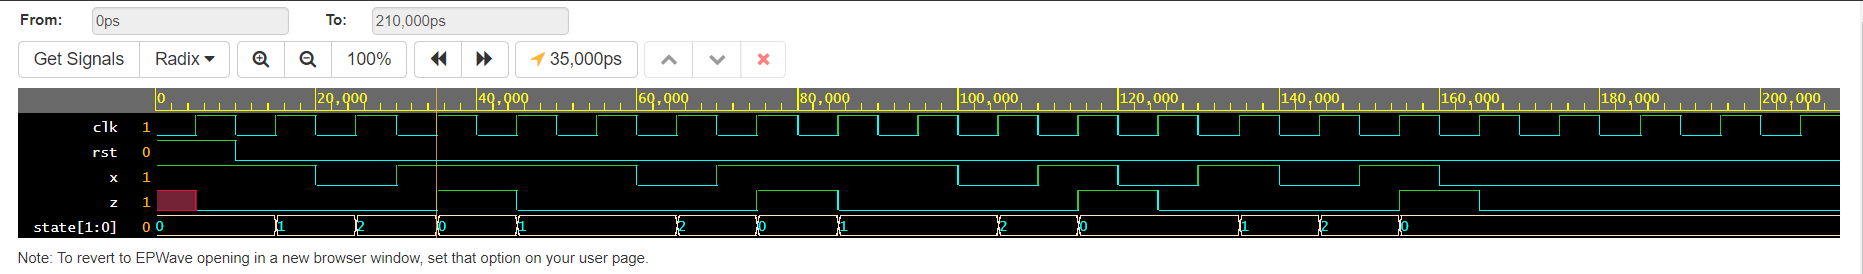 From: 0ps To: 210,000ps
Get Signals Radix 100% 35,000ps
0 20,000 40,000 60,000 80,000 100,000 120,000 140,000 160,000 180,000 200,000
clk 1
rst 0
x 1
z 1
state[1:0] 0 0 1 2 0 1 2 0 1 2 0 1 2 0
Note: To revert to EPWave opening in a new browser window, set that option on your user page.